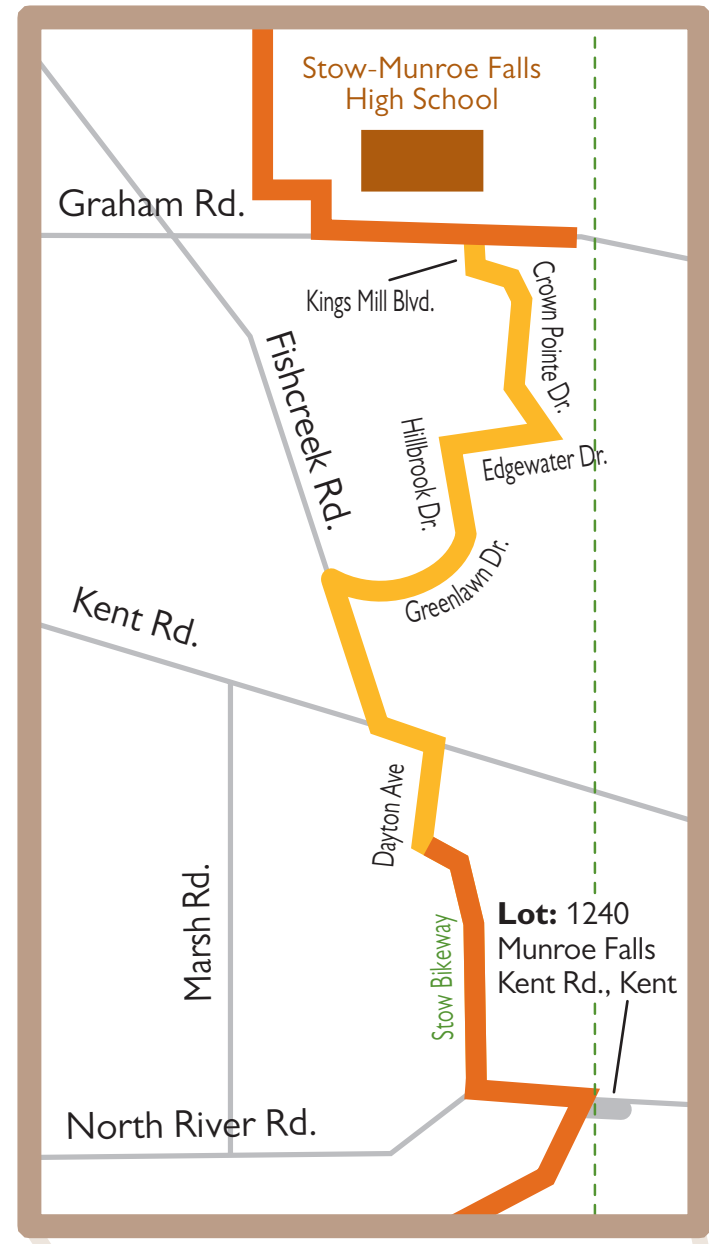 Stow-Munroe Falls
High School
Graham Rd.
Kings Mill Blvd.
Crown Pointe Dr.
Fishcreek Rd.
Hillbrook Dr.
Edgewater Dr.
Greenlawn Dr.
Kent Rd.
Dayton Ave
Marsh Rd.
Stow Bikeway
Lot: 1240
Munroe Falls
Kent Rd., Kent
North River Rd.